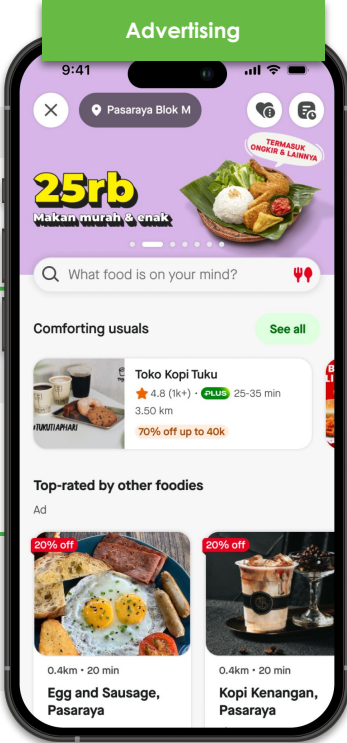 Advertising
9:41
Pasaraya Blok M
TERMASUK
ONGKIR & LAINNYA
25rb
Makan murah & enak
What food is on your mind?
Comforting usuals
See all
Toko Kopi Tuku
4.8 (1k+) • PLUS 25-35 min
3.50 km
70% off up to 40k
#TUKUTIAPHARI
Top-rated by other foodies
Ad
20% off
20% off
0.4km • 20 min
0.4km • 20 min
Egg and Sausage,
Pasaraya
Kopi Kenangan,
Pasaraya